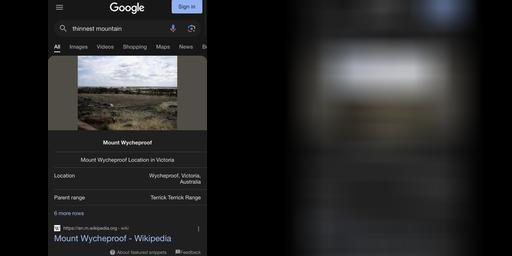 Google
Sign in
thinnest mountain
All Images Videos Shopping Maps News
Mount Wycheproof
Mount Wycheproof Location in Victoria
Location Wycheproof, Victoria,
Australia
Parent range Terrick Terrick Range
6 more rows
https://en.m.wikipedia.org › wiki
Mount Wycheproof - Wikipedia
About featured snippets Feedback